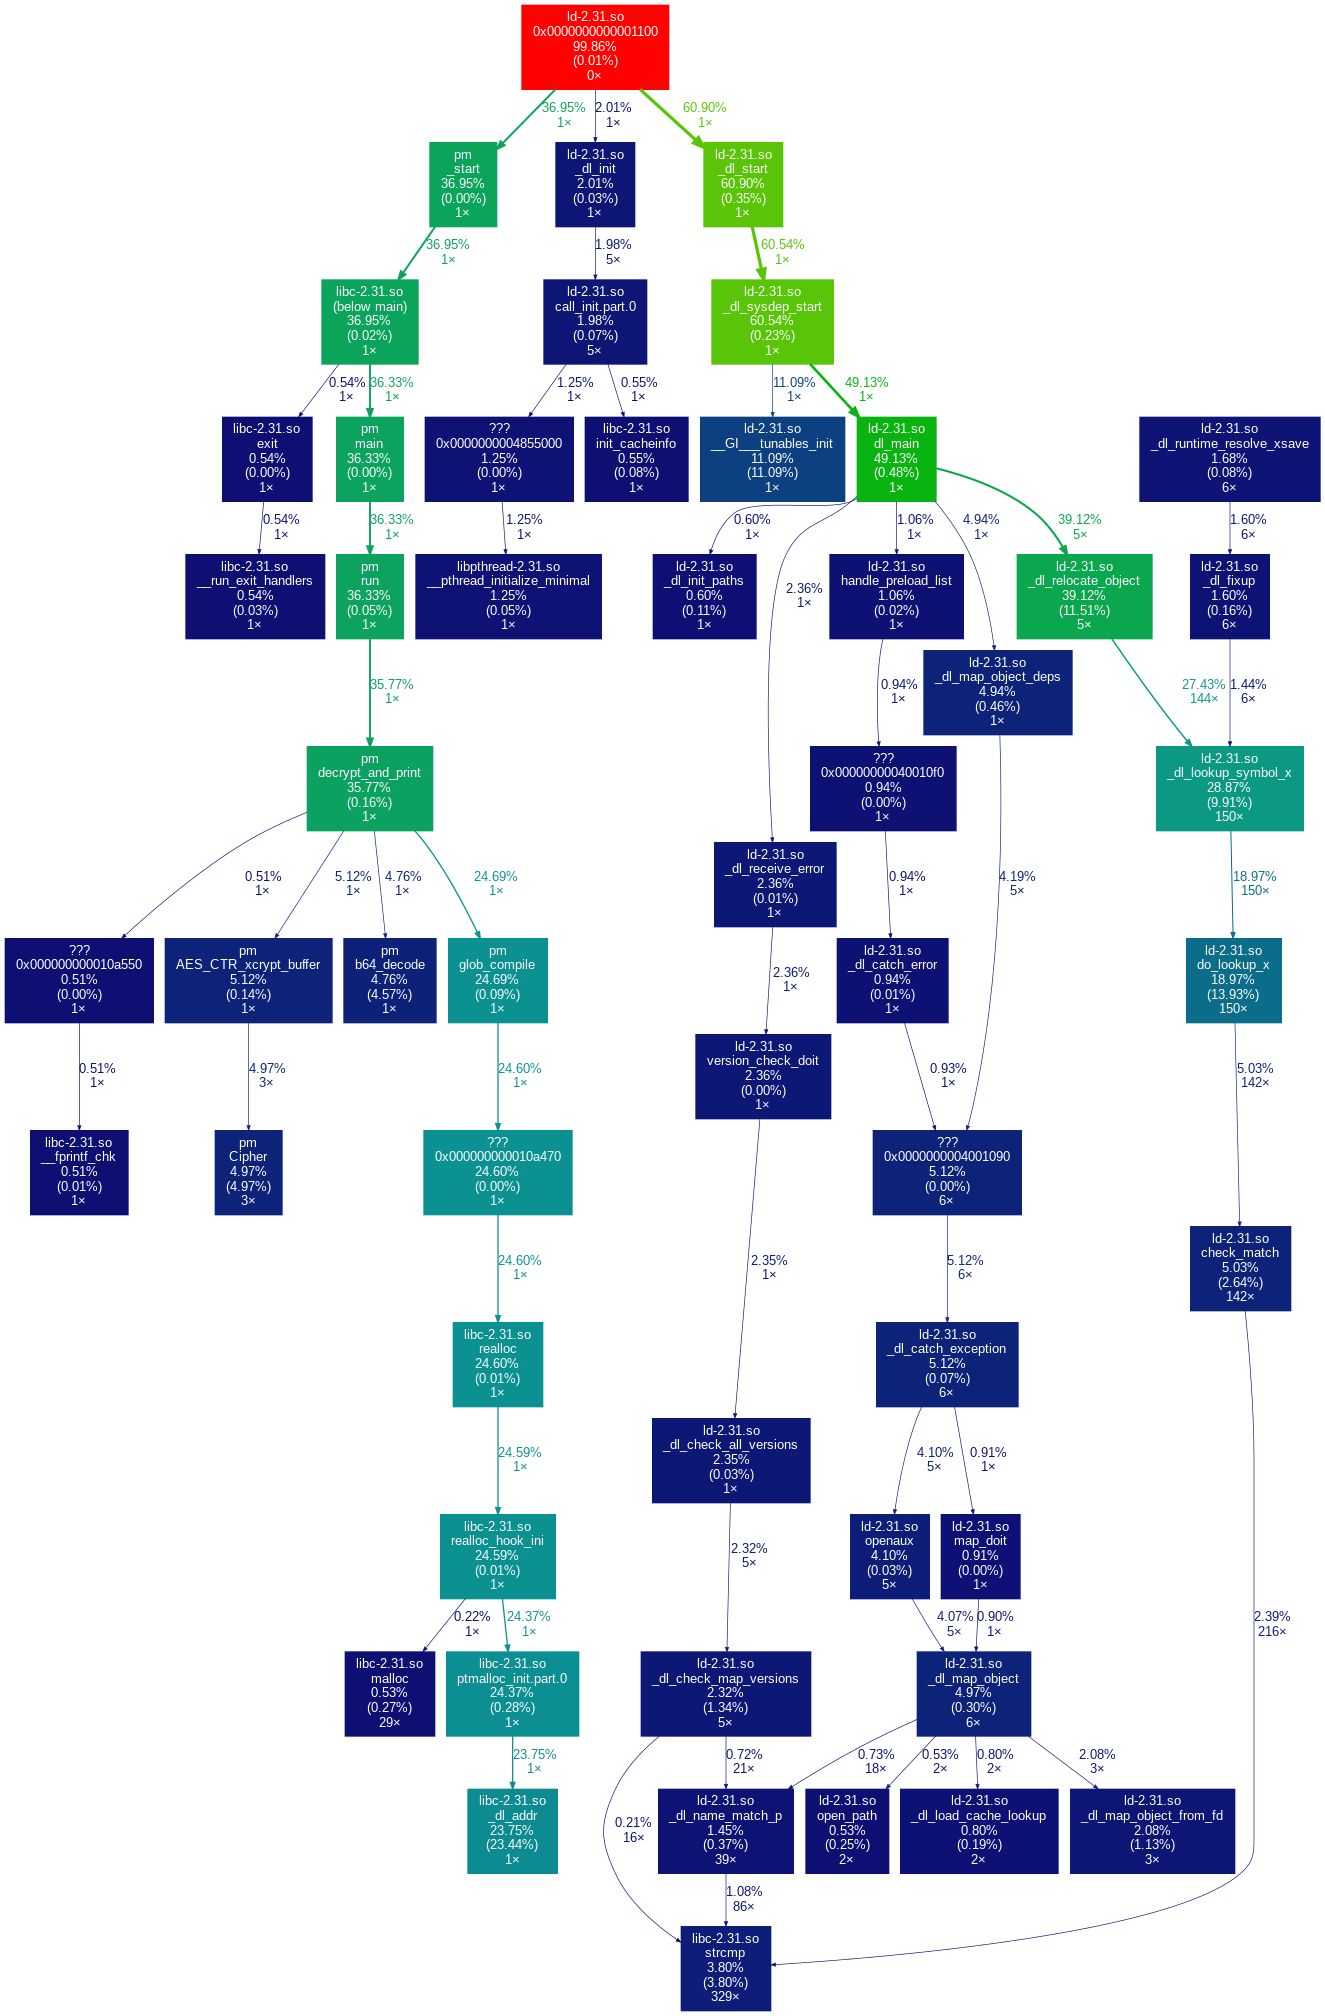 ld-2.31.so
0x0000000000001100
99.86%
(0.01%)
0×
36.95%
1×
2.01%
1×
60.90%
1×
pm
_start
36.95%
(0.00%)
1×
ld-2.31.so
_dl_init
2.01%
(0.03%)
1×
ld-2.31.so
_dl_start
60.90%
(0.35%)
1×
36.95%
1×
1.98%
5×
60.54%
1×
libc-2.31.so
(below main)
36.95%
(0.02%)
1×
ld-2.31.so
call_init.part.0
1.98%
(0.07%)
5×
ld-2.31.so
_dl_sysdep_start
60.54%
(0.23%)
1×
0.54%
1×
36.33%
1×
1.25%
1×
0.55%
1×
11.09%
1×
49.13%
1×
libc-2.31.so
exit
0.54%
(0.00%)
1×
pm
main
36.33%
(0.00%)
1×
???
0x0000000004855000
1.25%
(0.00%)
1×
libc-2.31.so
init_cacheinfo
0.55%
(0.08%)
1×
ld-2.31.so
__GI___tunables_init
11.09%
(11.09%)
1×
ld-2.31.so
dl_main
49.13%
(0.48%)
1×
ld-2.31.so
_dl_runtime_resolve_xsave
1.68%
(0.08%)
6×
0.54%
1×
36.33%
1×
1.25%
1×
0.60%
1×
2.36%
1×
1.06%
1×
4.94%
1×
39.12%
5×
1.60%
6×
libc-2.31.so
__run_exit_handlers
0.54%
(0.03%)
1×
pm
run
36.33%
(0.05%)
1×
libpthread-2.31.so
__pthread_initialize_minimal
1.25%
(0.05%)
1×
ld-2.31.so
_dl_init_paths
0.60%
(0.11%)
1×
ld-2.31.so
handle_preload_list
1.06%
(0.02%)
1×
ld-2.31.so
_dl_relocate_object
39.12%
(11.51%)
5×
ld-2.31.so
_dl_fixup
1.60%
(0.16%)
6×
ld-2.31.so
_dl_map_object_deps
4.94%
(0.46%)
1×
35.77%
1×
0.94%
1×
27.43%
144×
1.44%
6×
pm
decrypt_and_print
35.77%
(0.16%)
1×
???
0x00000000040010f0
0.94%
(0.00%)
1×
ld-2.31.so
_dl_lookup_symbol_x
28.87%
(9.91%)
150×
ld-2.31.so
_dl_receive_error
2.36%
(0.01%)
1×
0.51%
1×
5.12%
1×
4.76%
1×
24.69%
1×
0.94%
1×
4.19%
5×
18.97%
150×
???
0x000000000010a550
0.51%
(0.00%)
1×
pm
AES_CTR_xcrypt_buffer
5.12%
(0.14%)
1×
pm
b64_decode
4.76%
(4.57%)
1×
pm
glob_compile
24.69%
(0.09%)
1×
2.36%
1×
ld-2.31.so
_dl_catch_error
0.94%
(0.01%)
1×
ld-2.31.so
do_lookup_x
18.97%
(13.93%)
150×
0.51%
1×
4.97%
3×
24.60%
1×
ld-2.31.so
version_check_doit
2.36%
(0.00%)
1×
0.93%
1×
5.03%
142×
libc-2.31.so
__fprintf_chk
0.51%
(0.01%)
1×
pm
Cipher
4.97%
(4.97%)
3×
???
0x000000000010a470
24.60%
(0.00%)
1×
???
0x0000000004001090
5.12%
(0.00%)
6×
24.60%
1×
2.35%
1×
5.12%
6×
ld-2.31.so
check_match
5.03%
(2.64%)
142×
libc-2.31.so
realloc
24.60%
(0.01%)
1×
ld-2.31.so
_dl_catch_exception
5.12%
(0.07%)
6×
24.59%
1×
ld-2.31.so
_dl_check_all_versions
2.35%
(0.03%)
1×
4.10%
5×
0.91%
1×
libc-2.31.so
realloc_hook_ini
24.59%
(0.01%)
1×
2.32%
5×
ld-2.31.so
openaux
4.10%
(0.03%)
5×
ld-2.31.so
map_doit
0.91%
(0.00%)
1×
0.22%
1×
24.37%
1×
4.07%
5×
0.90%
1×
2.39%
216×
libc-2.31.so
malloc
0.53%
(0.27%)
29×
libc-2.31.so
ptmalloc_init.part.0
24.37%
(0.28%)
1×
ld-2.31.so
_dl_check_map_versions
2.32%
(1.34%)
5×
ld-2.31.so
_dl_map_object
4.97%
(0.30%)
6×
23.75%
1×
0.21%
16×
0.72%
21×
0.73%
18×
0.53%
2×
0.80%
2×
2.08%
3×
libc-2.31.so
_dl_addr
23.75%
(23.44%)
1×
ld-2.31.so
_dl_name_match_p
1.45%
(0.37%)
39×
ld-2.31.so
open_path
0.53%
(0.25%)
2×
ld-2.31.so
_dl_load_cache_lookup
0.80%
(0.19%)
2×
ld-2.31.so
_dl_map_object_from_fd
2.08%
(1.13%)
3×
1.08%
86×
libc-2.31.so
strcmp
3.80%
(3.80%)
329×